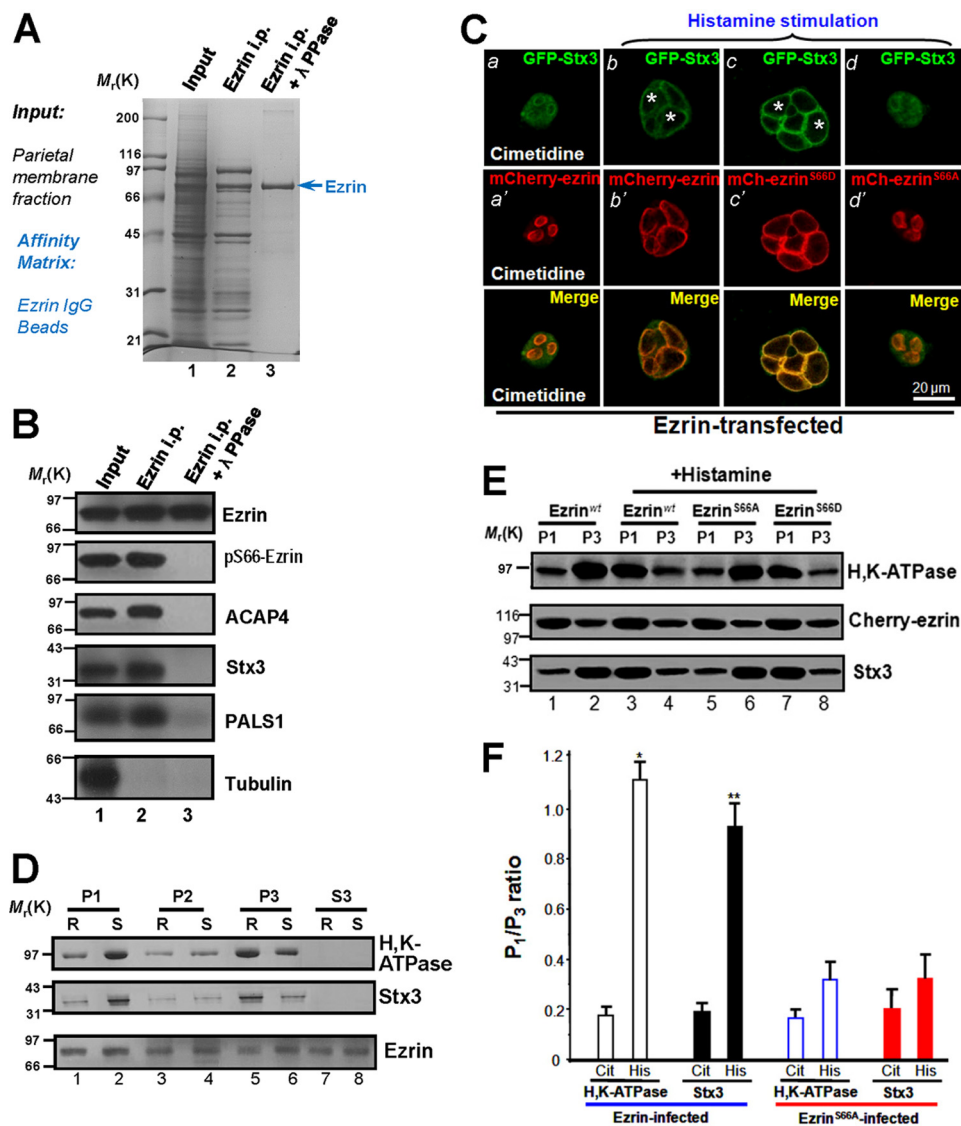 A
Mr(K)
Input
Ezrin i.p.
Ezrin i.p.
+ λ PPase
Input:
Parietal
membrane
fraction
Affinity
Matrix:
Ezrin IgG
Beads
200
116
97
66
45
31
21
Ezrin
1 2 3
B
Mr(K)
Input
Ezrin i.p.
Ezrin i.p.
+ λ PPase
97
Ezrin
97
66
pS66-Ezrin
97
66
ACAP4
43
31
Stx3
97
66
PALS1
55
43
Tubulin
1 2 3
C
Histamine stimulation
a GFP-Stx3
b GFP-Stx3
c GFP-Stx3
d GFP-Stx3
* * * *
Cimetidine
mCherry-ezrin
mCherry-ezrin
mCh-ezrinS66D
mCh-ezrinS66A
a' b' c' d'
Cimetidine
Merge Merge Merge Merge
Cimetidine
20 µm
Ezrin-transfected
D
P1 P2 P3 S3
Mr(K)
R S R S R S R S
97
H,K-
ATPase
43
31
Stx3
97
66
Ezrin
1 2 3 4 5 6 7 8
E
+Histamine
Ezrinwt Ezrinwt EzrinS66A EzrinS66D
Mr(K)
P1 P3 P1 P3 P1 P3 P1 P3
97
H,K-ATPase
116
97
Cherry-ezrin
43
31
Stx3
1 2 3 4 5 6 7 8
F
P1/P3 ratio
1.2
1.0
0.8
0.6
0.4
0.2
0
*
**
Cit His Cit His Cit His Cit His
H,K-ATPase Stx3 H,K-ATPase Stx3
Ezrin-infected EzrinS66A-infected